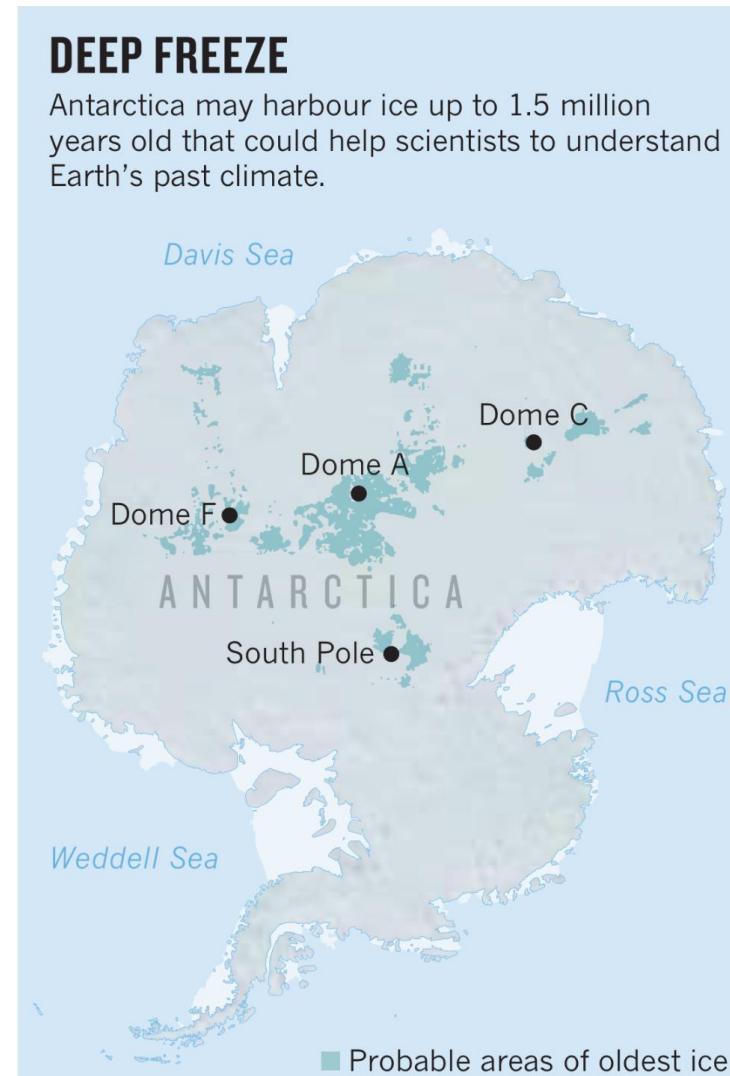 DEEP FREEZE
Antarctica may harbour ice up to 1.5 million
years old that could help scientists to understand
Earth’s past climate.
Davis Sea
Dome C
Dome A
Dome F
ANTARCTICA
South Pole
Ross Sea
Weddell Sea
Probable areas of oldest ice